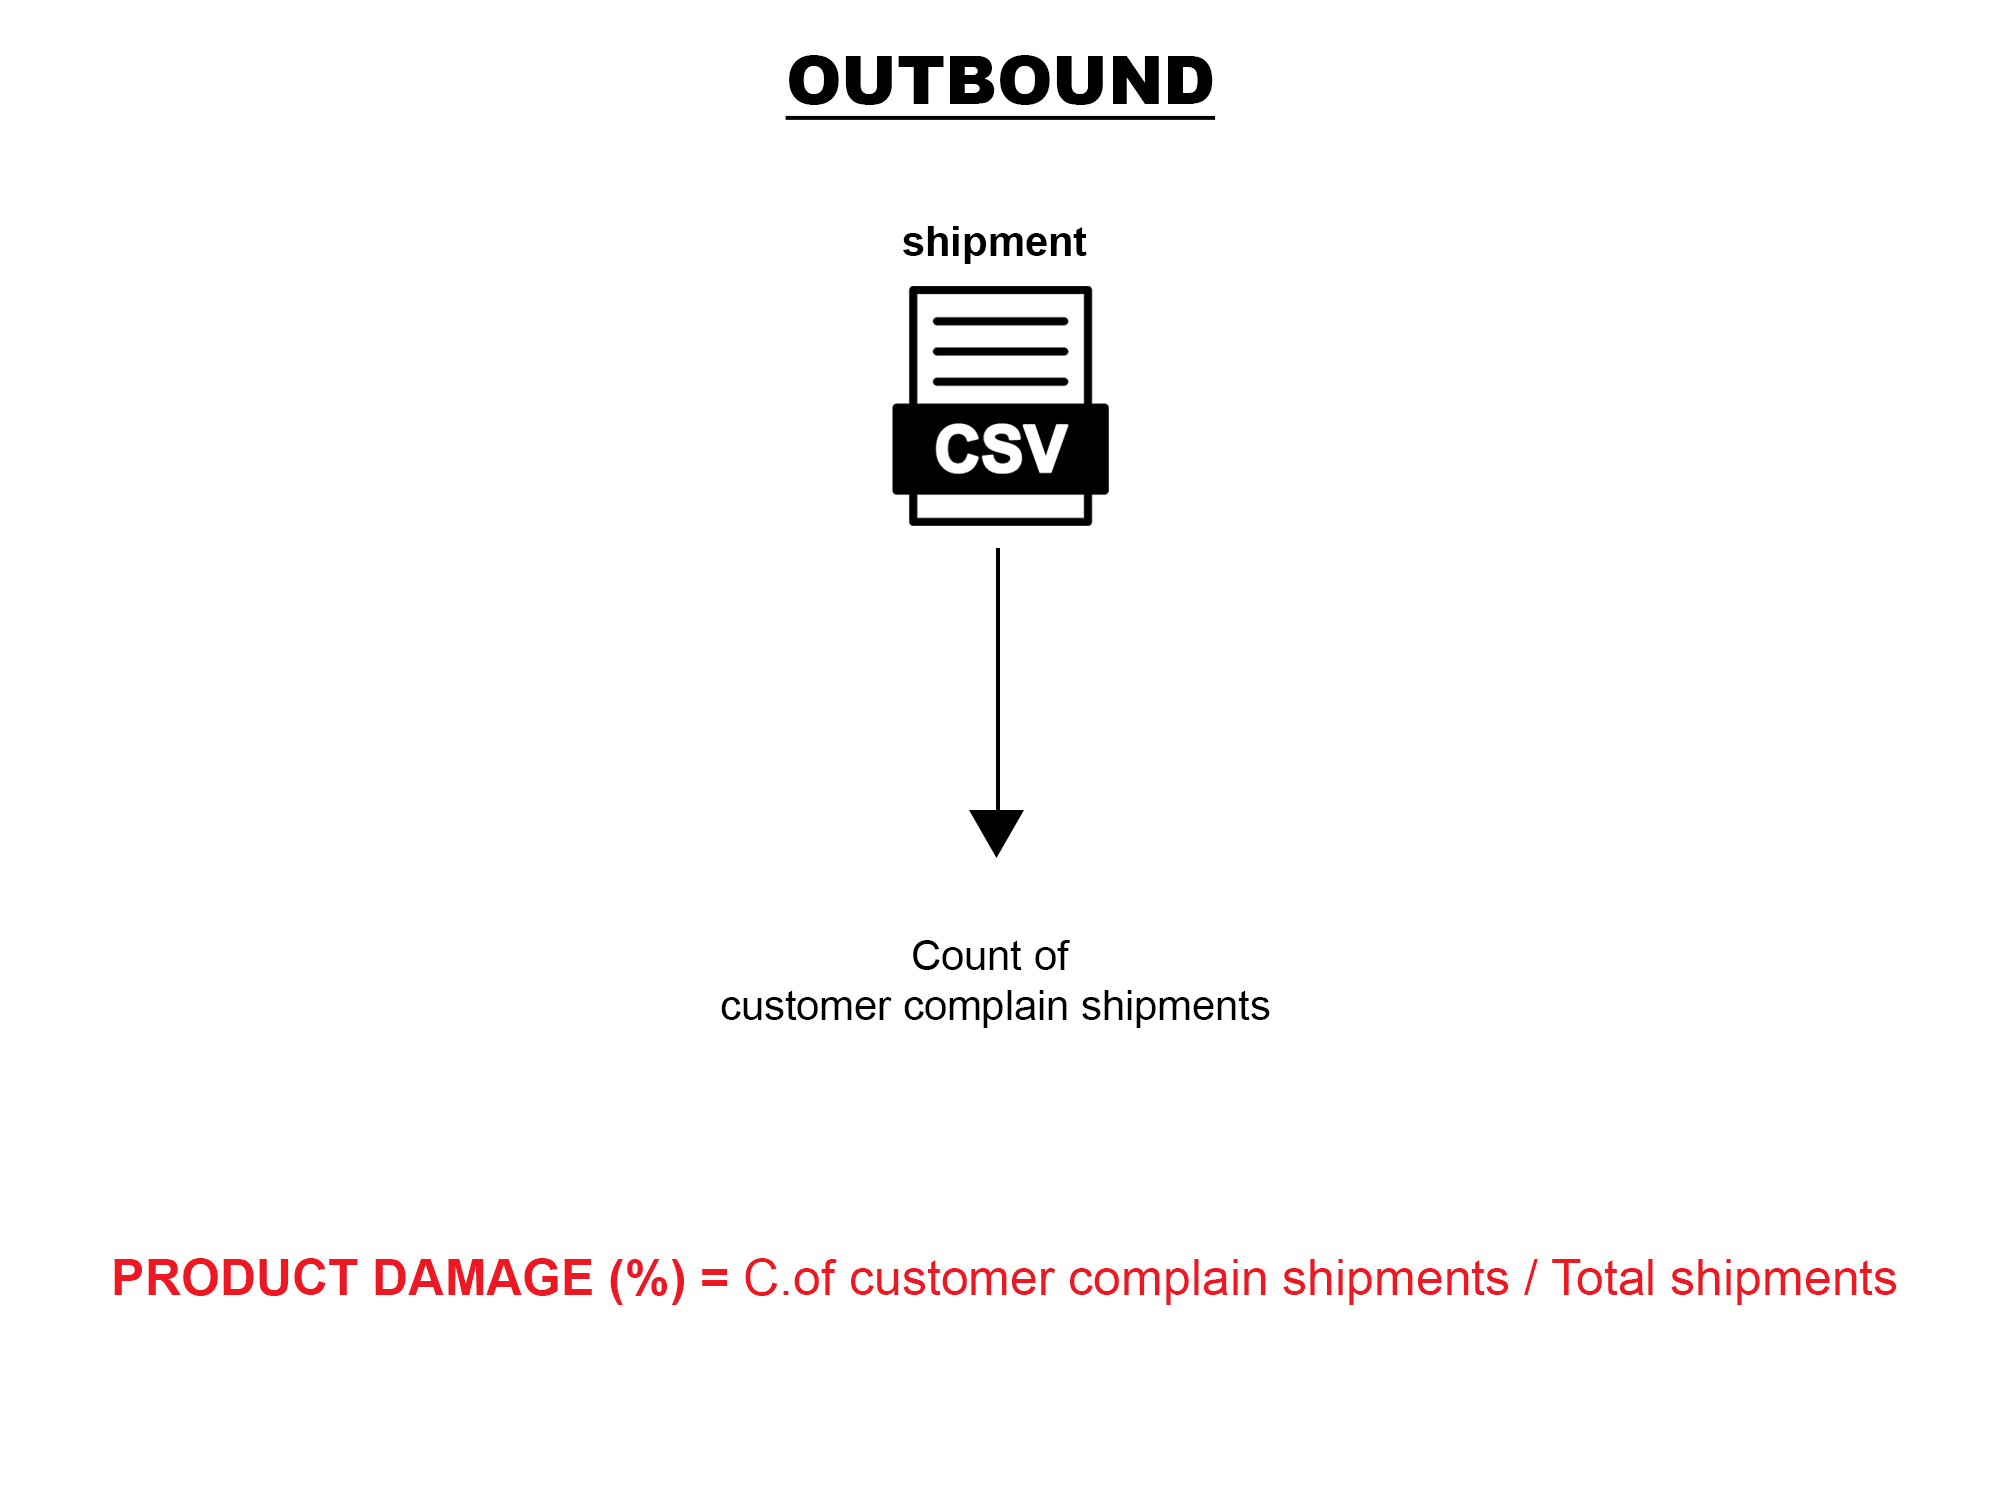 OUTBOUND
shipment
CSV
Count of
customer complain shipments
PRODUCT DAMAGE (%) = C.of customer complain shipments / Total shipments